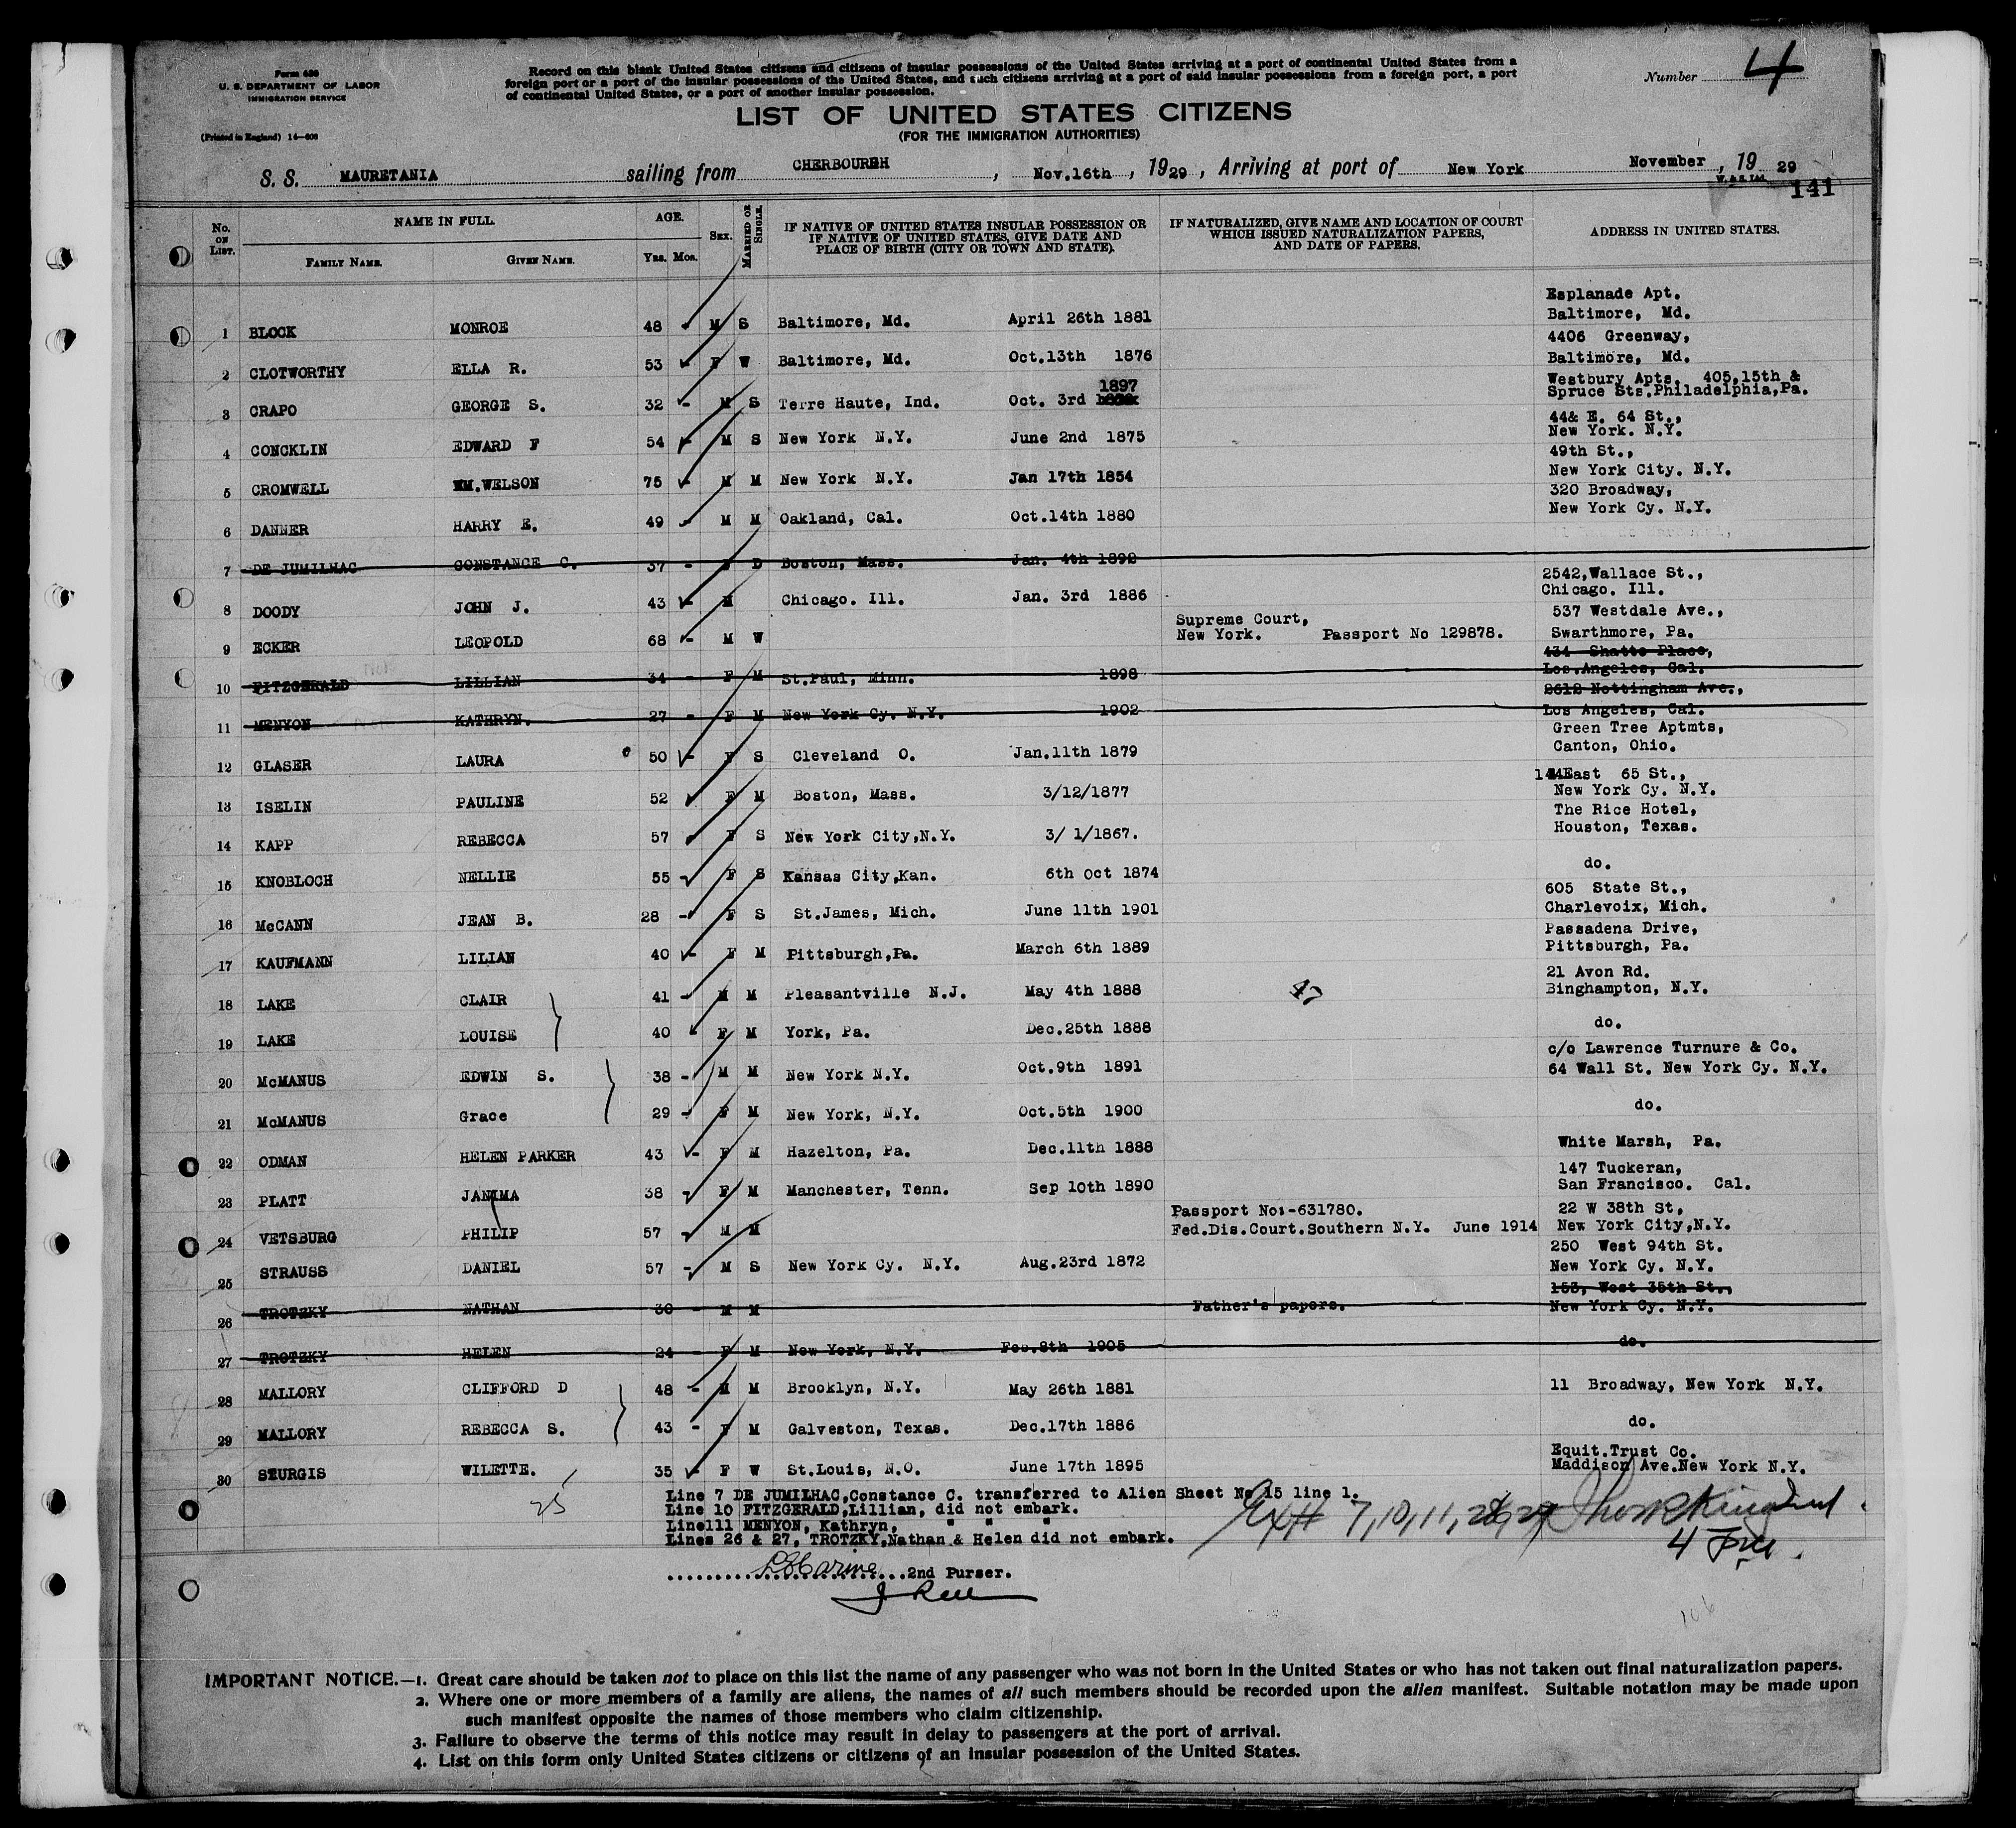 Form 630
U. S. DEPARTMENT OF LABOR
IMMIGRATION SERVICE
(Printed in England) 14—606
Record on this blank United States citizens and citizens of insular possessions of the United States arriving at a port of continental United States from a
foreign port or a port of the insular possessions of the United States, and such citizens arriving at a port of said insular possessions from a foreign port, a port
of continental United States, or a port of another insular possession.
Number 4
LIST OF UNITED STATES CITIZENS
(FOR THE IMMIGRATION AUTHORITIES)
S. S. MAURETANIA sailing from CHERBOURGH, Nov.16th, 1929, Arriving at port of New York November, 19 29
141
No. ON LIST. NAME IN FULL. FAMILY NAME. GIVEN NAME. AGE. YRS. MOS. SEX. MARRIED OR SINGLE. IF NATIVE OF UNITED STATES INSULAR POSSESSION OR IF NATIVE OF UNITED STATES, GIVE DATE AND PLACE OF BIRTH (CITY OR TOWN AND STATE). IF NATURALIZED, GIVE NAME AND LOCATION OF COURT WHICH ISSUED NATURALIZATION PAPERS, AND DATE OF PAPERS. ADDRESS IN UNITED STATES.
1 BLOCK MONROE 48 - M S Baltimore, Md. April 26th 1881 Esplanade Apt. Baltimore, Md.
2 CLOTWORTHY ELLA R. 53 - F W Baltimore, Md. Oct.13th 1876 4406 Greenway, Baltimore, Md.
3 CRAPO GEORGE S. 32 - M S Terre Haute, Ind. Oct. 3rd 1897 Westbury Apts. 405,15th & Spruce Sts.Philadelphia,Pa.
4 CONCKLIN EDWARD F 54 - M S New York N.Y. June 2nd 1875 44& E. 64 St., New York. N.Y.
5 CROMWELL WM.WELSON 75 - M M New York N.Y. Jan 17th 1854 49th St., New York City. N.Y.
6 DANNER HARRY E. 49 - M M Oakland, Cal. Oct.14th 1880 320 Broadway, New York Cy. N.Y.
7 DE JUMILHAC CONSTANCE C. 37 - D Boston, Mass. Jan. 4th 1892
8 DOODY JOHN J. 43 - M Chicago. Ill. Jan. 3rd 1886 2542,Wallace St., Chicago. Ill.
9 ECKER LEOPOLD 68 - M W Supreme Court, New York. Passport No 129878. 537 Westdale Ave., Swarthmore, Pa.
10 FITZGERALD LILLIAN 34 - F M St.Paul, Minn. 1898 434 Shatto Place, Los.Angeles, Cal.
11 MENYON KATHRYN. 27 - F M New York Cy. N.Y. 1902 2612 Nottingham Ave., Los Angeles, Cal.
12 GLASER LAURA 50 - F S Cleveland O. Jan.11th 1879 Green Tree Aptmts, Canton, Ohio.
13 ISELIN PAULINE 52 F M Boston, Mass. 3/12/1877 East 65 St., New York Cy. N.Y.
14 KAPP REBECCA 57 F S New York City,N.Y. 3/ 1/1867. The Rice Hotel, Houston, Texas.
15 KNOBLOCH NELLIE 55 - F S Kansas City,Kan. 6th Oct 1874 do.
16 McCANN JEAN B. 28 - F S St.James, Mich. June 11th 1901 605 State St., Charlevoix, Mich.
17 KAUFMANN LILIAN 40 - F M Pittsburgh,Pa. March 6th 1889 Passadena Drive, Pittsburgh, Pa.
18 LAKE CLAIR 41 - M M Pleasantville N.J. May 4th 1888 47 21 Avon Rd. Binghampton, N.Y.
19 LAKE LOUISE 40 F M York, Pa. Dec.25th 1888 do.
20 McMANUS EDWIN S. 38 - M M New York N.Y. Oct.9th 1891 c/o Lawrence Turnure & Co. 64 Wall St. New York Cy. N.Y.
21 McMANUS Grace 29 - F M New York, N.Y. Oct.5th 1900 do.
22 ODMAN HELEN PARKER 43 - F M Hazelton, Pa. Dec.11th 1888 White Marsh, Pa.
23 PLATT JANIMA 38 - F M Manchester, Tenn. Sep 10th 1890 147 Tuckeran, San Francisco. Cal.
24 VETSBURG PHILIP 57 - M M Passport No:-631780. Fed.Dis.Court.Southern N.Y. June 1914 22 W 38th St, New York City,N.Y.
25 STRAUSS DANIEL 57 - M S New York Cy. N.Y. Aug.23rd 1872 250 West 94th St. New York Cy. N.Y.
26 TROTZKY NATHAN 30 - M M Father's papers. 153, West 35th St., New York Cy. N.Y.
27 TROTZKY HELEN 24 - F M New York, N.Y. Feb.8th 1905 do.
28 MALLORY CLIFFORD D 48 - M M Brooklyn, N.Y. May 26th 1881 11 Broadway, New York N.Y.
29 MALLORY REBECCA S. 43 - F M Galveston, Texas. Dec.17th 1886 do.
30 STURGIS WILETTE. 35 - F W St.Louis, N.O. June 17th 1895 Equit.Trust Co. Maddison Ave.New York N.Y.
25
Line 7 DE JUMILHAC,Constance C. transferred to Alien Sheet No 15 line 1.
Line 10 FITZGERALD,Lillian, did not embark.
Line111 MENYON, Kathryn, " " "
Lines 26 & 27, TROTZKY,Nathan & Helen did not embark.
7, 10, 11, 26, 27
4
2nd Purser.
106
IMPORTANT NOTICE.—1. Great care should be taken not to place on this list the name of any passenger who was not born in the United States or who has not taken out final naturalization papers.
2. Where one or more members of a family are aliens, the names of all such members should be recorded upon the alien manifest. Suitable notation may be made upon
such manifest opposite the names of those members who claim citizenship.
3. Failure to observe the terms of this notice may result in delay to passengers at the port of arrival.
4. List on this form only United States citizens or citizens of an insular possession of the United States.